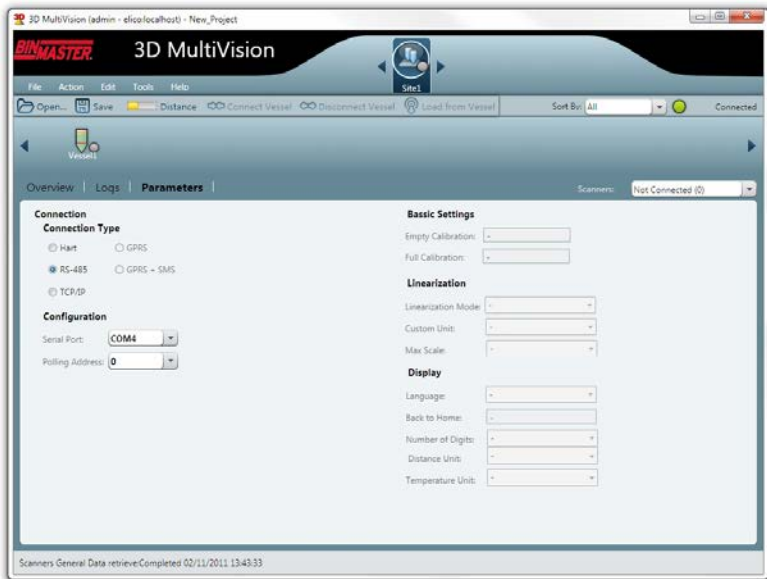 3D MultiVision (admin - elico:localhost) - New_Project
BINMASTER. 3D MultiVision
Site1
File Action Edit Tools Help
Open... Save Distance Connect Vessel Disconnect Vessel Load from Vessel Sort By: All Connected
Vessel1
Overview | Logs | Parameters | Scanners: Not Connected (0)
Connection
Connection Type
Hart GPRS
RS-485 GPRS + SMS
TCP/IP
Configuration
Serial Port: COM4
Polling Address: 0
Bassic Settings
Empty Calibration: -
Full Calibration: -
Linearization
Linearization Mode: -
Custom Unit: -
Max Scale: -
Display
Language: -
Back to Home: -
Number of Digits: -
Distance Unit: -
Temperature Unit: -
Scanners General Data retrieve:Completed 02/11/2011 13:43:33